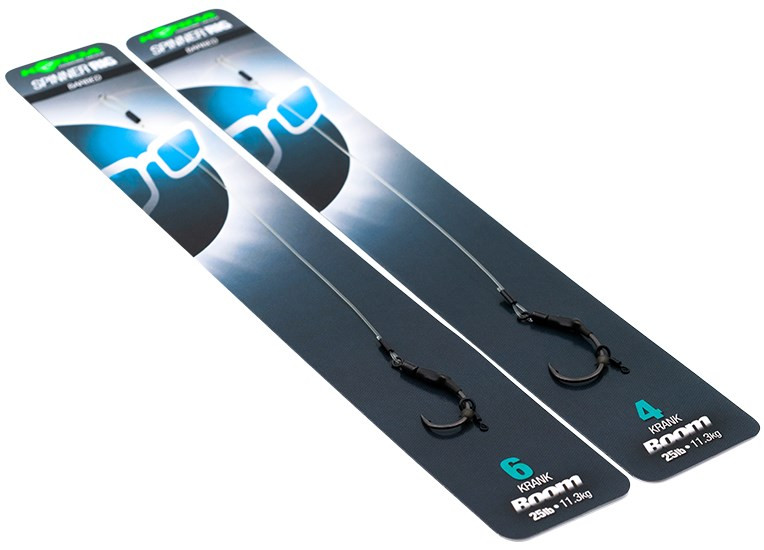 KORDA
SPINNER RIG
BARBED
6
KRANK
Boom
25lb • 11.3kg
KORDA
SPINNER RIG
BARBED
4
KRANK
Boom
25lb • 11.3kg